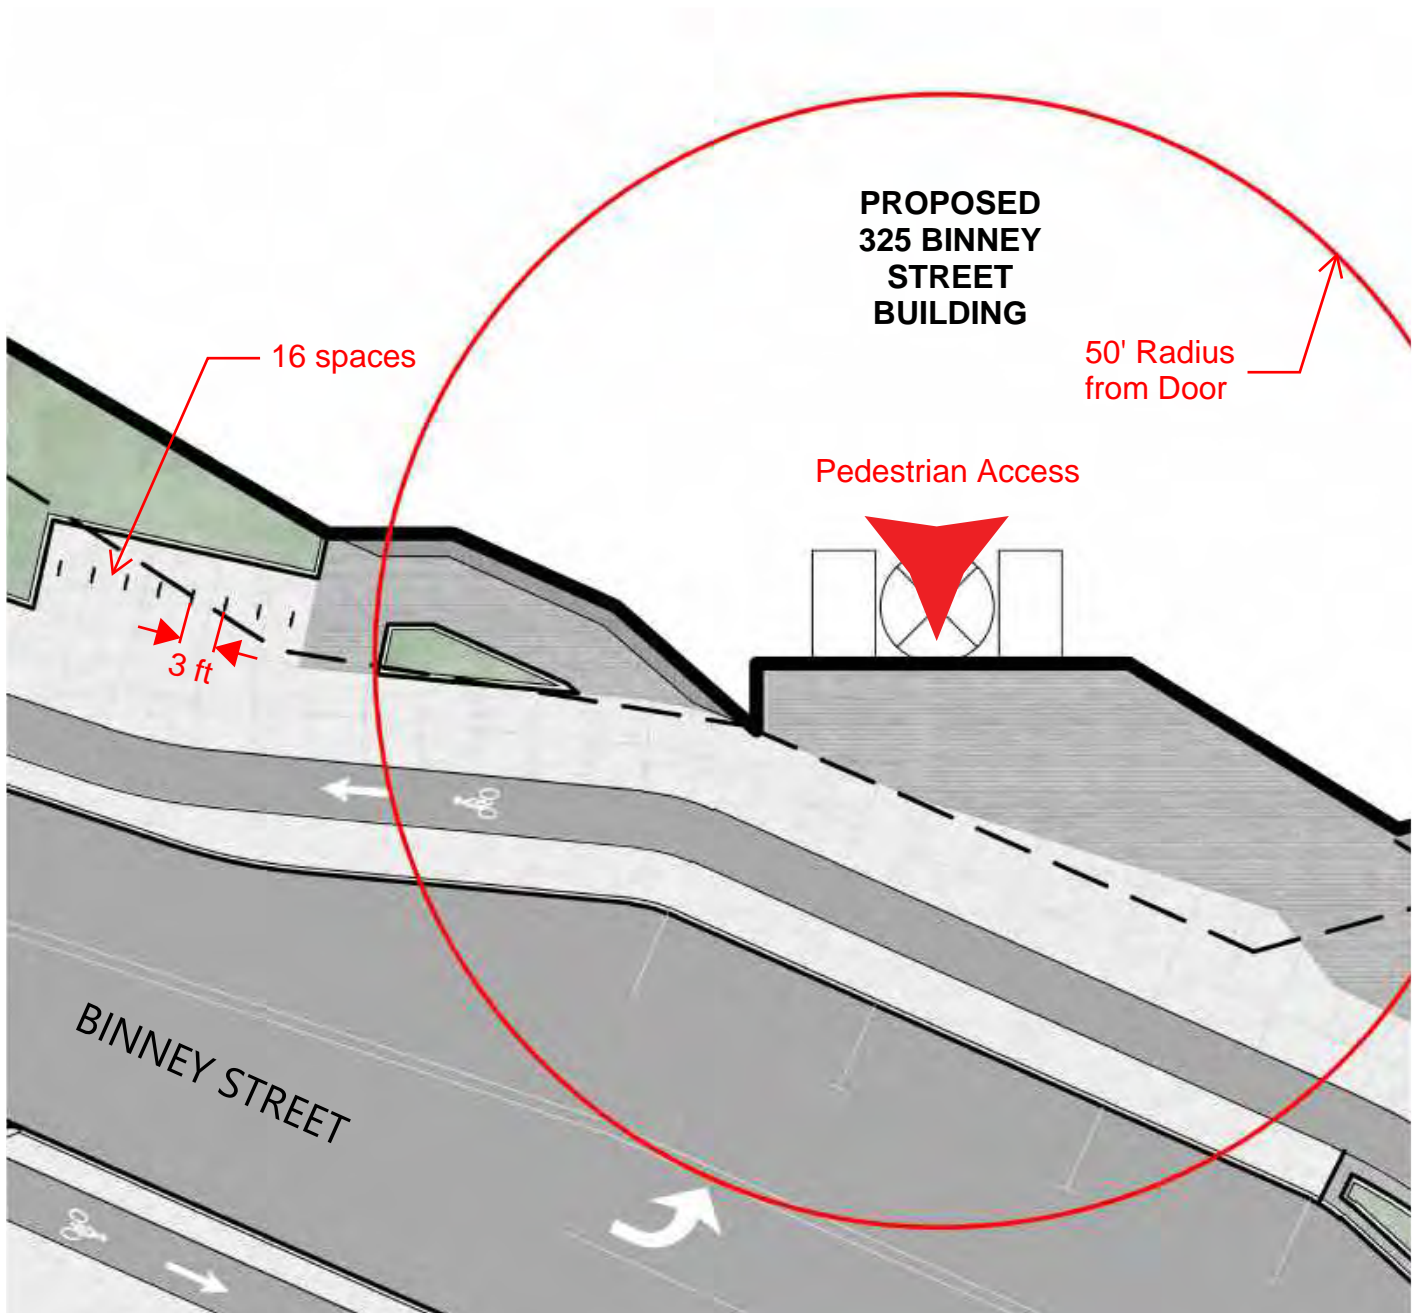 PROPOSED
325 BINNEY
STREET
BUILDING
16 spaces
50' Radius
from Door
Pedestrian Access
3 ft
BINNEY STREET